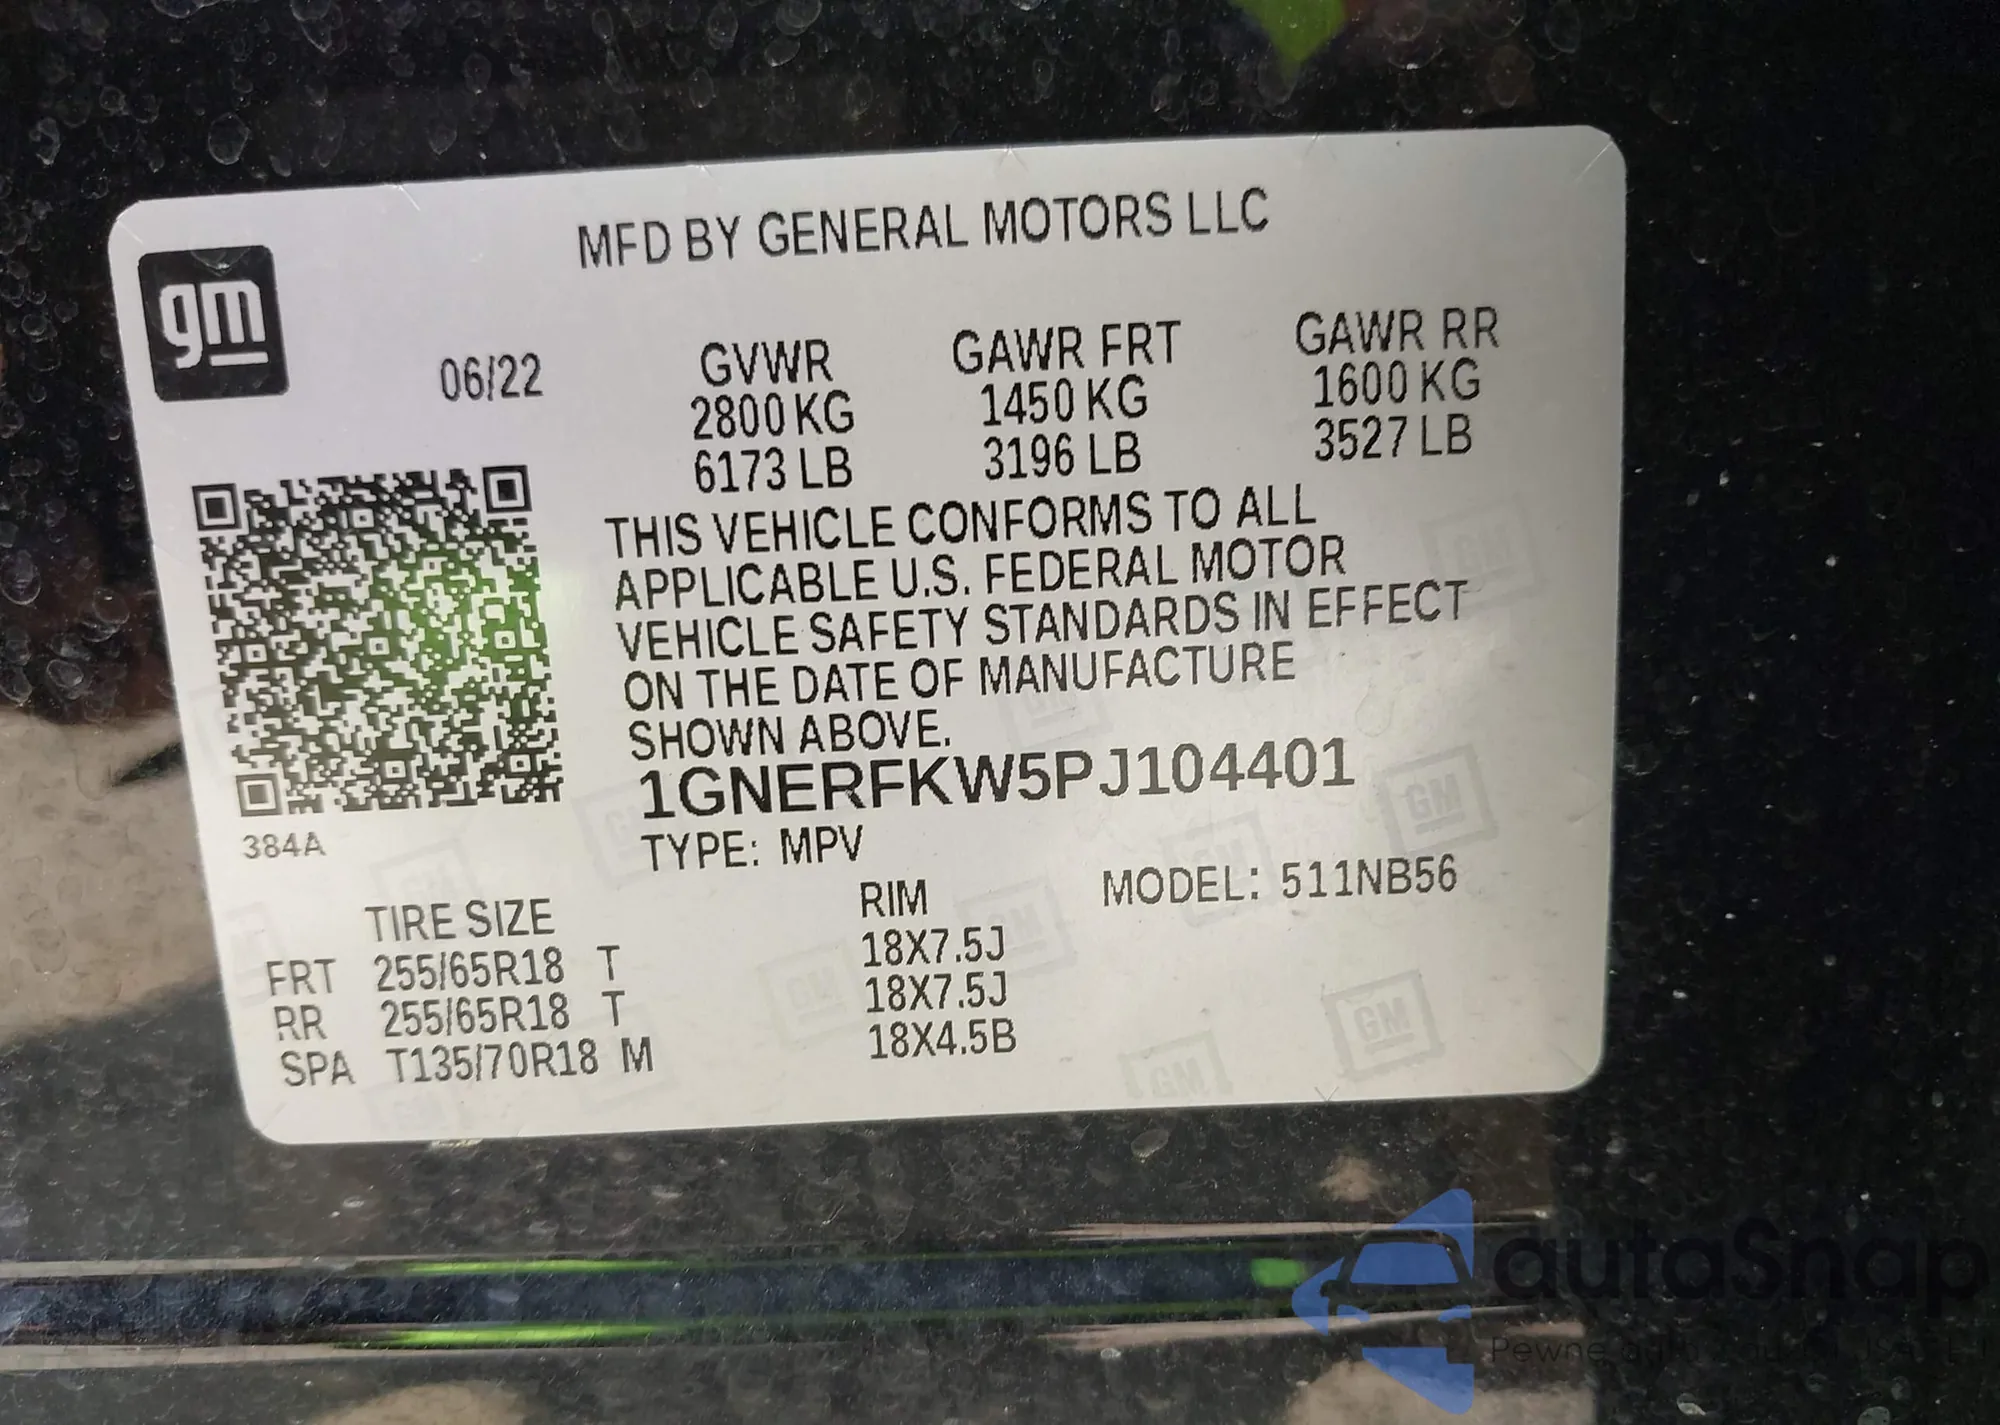 MFD BY GENERAL MOTORS LLC
gm
06/22
GVWR GAWR FRT GAWR RR
2800 KG 1450 KG 1600 KG
6173 LB 3196 LB 3527 LB
THIS VEHICLE CONFORMS TO ALL
APPLICABLE U.S. FEDERAL MOTOR
VEHICLE SAFETY STANDARDS IN EFFECT
ON THE DATE OF MANUFACTURE
SHOWN ABOVE.
1GNERFKW5PJ104401
384A
TYPE: MPV
MODEL: 511NB56
TIRE SIZE RIM
FRT 255/65R18 T 18X7.5J
RR 255/65R18 T 18X7.5J
SPA T135/70R18 M 18X4.5B
autaSnap
Pewne auta z